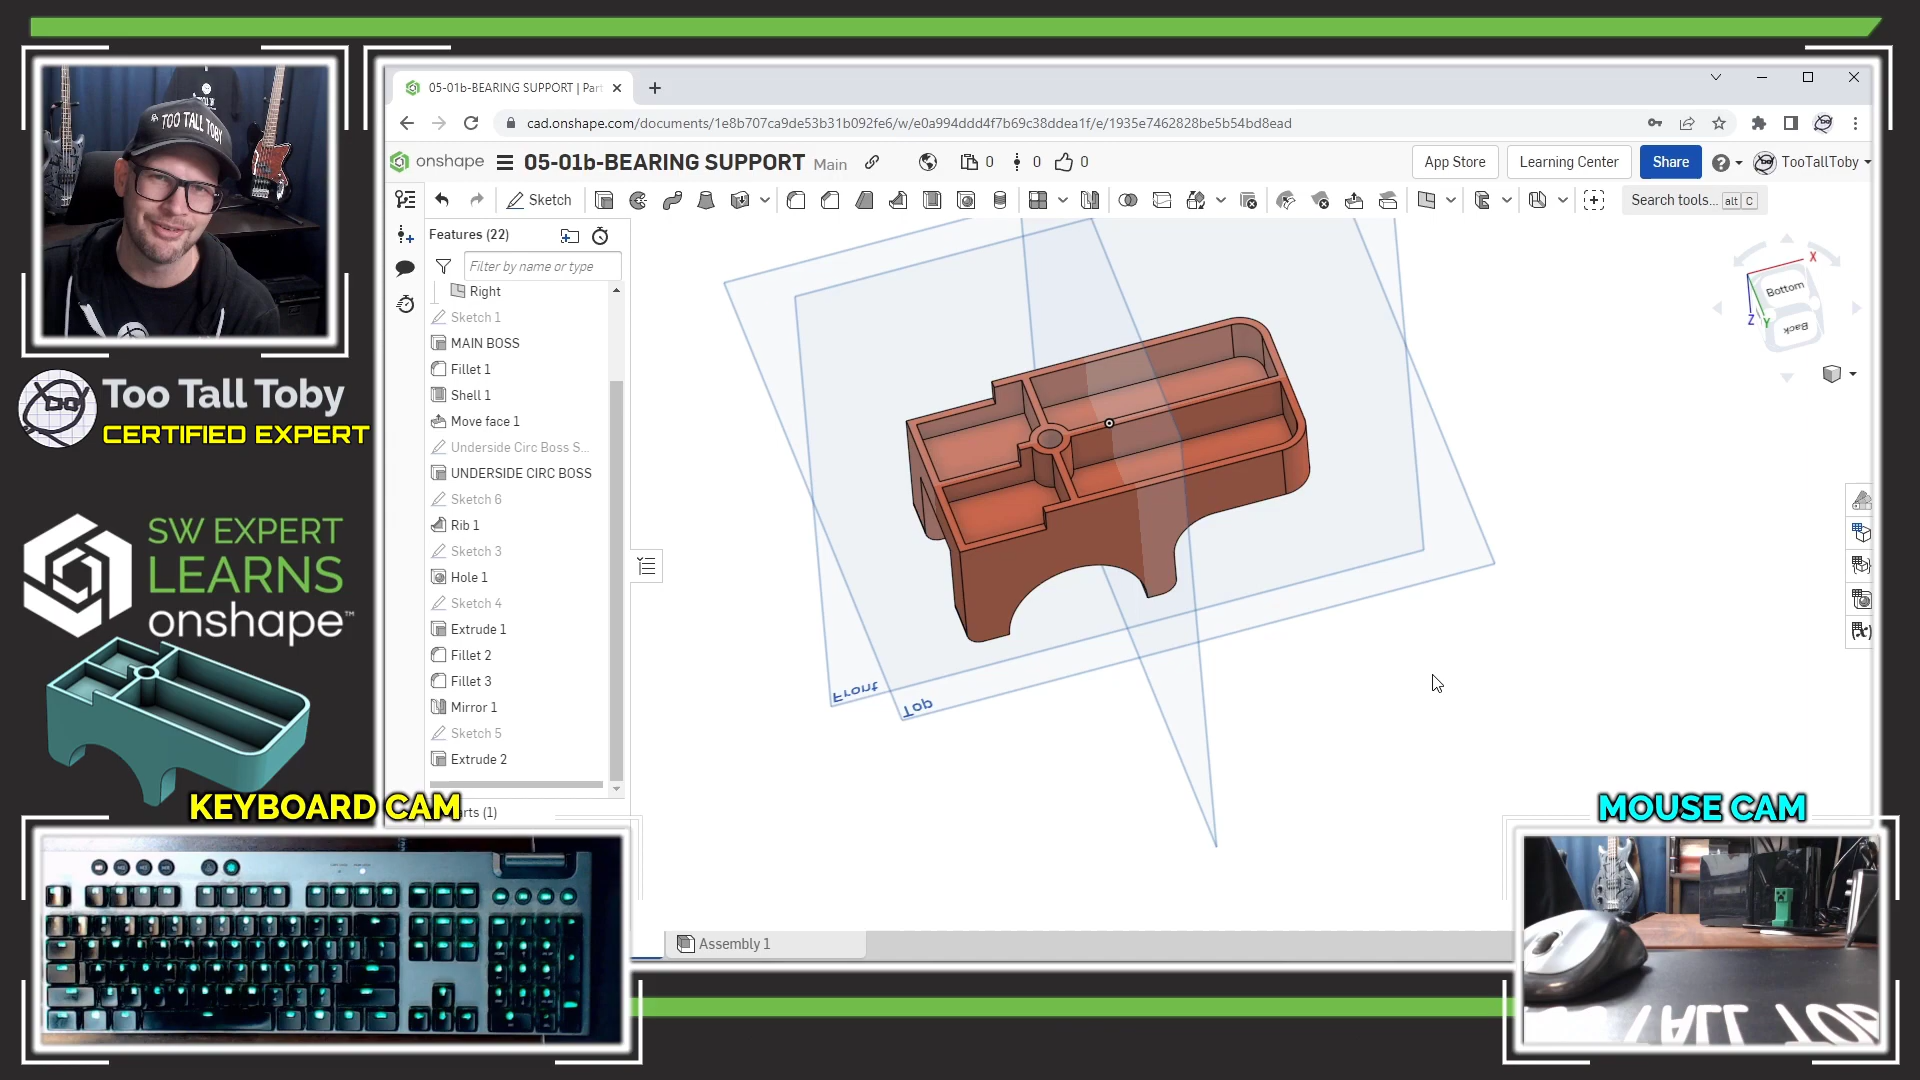 05-01b-BEARING SUPPORT | Par
cad.onshape.com/documents/1e8b707ca9de53b31b092fe6/w/e0a994ddd4f7b69c38ddea1f/e/1935e7462828be5b54bd8ead
onshape 05-01b-BEARING SUPPORT Main 0 0 0 App Store Learning Center Share TooTallToby
Sketch Search tools... alt C
Features (22)
Filter by name or type
Right
Sketch 1
MAIN BOSS
Fillet 1
Shell 1
Move face 1
Underside Circ Boss S...
UNDERSIDE CIRC BOSS
Sketch 6
Rib 1
Sketch 3
Hole 1
Sketch 4
Extrude 1
Fillet 2
Fillet 3
Mirror 1
Sketch 5
Extrude 2
rts (1)
Front
Top
X
Bottom
Z
Y
Back
Assembly 1
TOO TALL TOBY
Too Tall Toby
CERTIFIED EXPERT
SW EXPERT
LEARNS
onshape™
KEYBOARD CAM
MOUSE CAM
TALL TOB